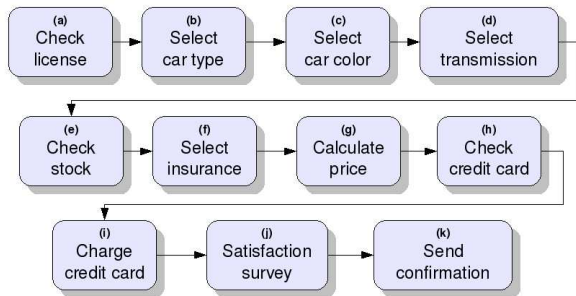 (a)
Check
license
(b)
Select
car type
(c)
Select
car color
(d)
Select
transmission
(e)
Check
stock
(f)
Select
insurance
(g)
Calculate
price
(h)
Check
credit card
(i)
Charge
credit card
(j)
Satisfaction
survey
(k)
Send
confirmation